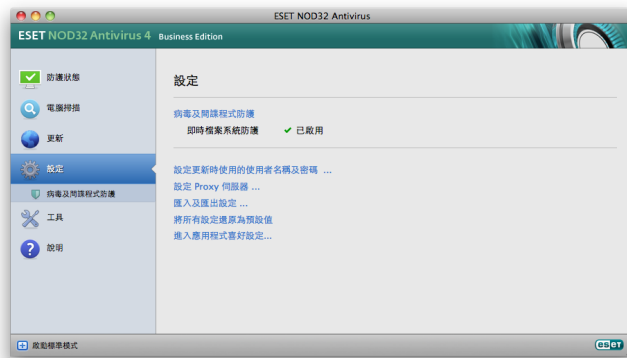 ESET NOD32 Antivirus
ESET NOD32 Antivirus 4 Business Edition
防護狀態
電腦掃描
更新
設定
病毒及間諜程式防護
工具
說明
設定
病毒及間諜程式防護
即時檔案系統防護 已啟用
設定更新時使用的使用者名稱及密碼 ...
設定 Proxy 伺服器 ...
匯入及匯出設定 ...
將所有設定還原為預設值
進入應用程式喜好設定...
啟動標準模式
eseT